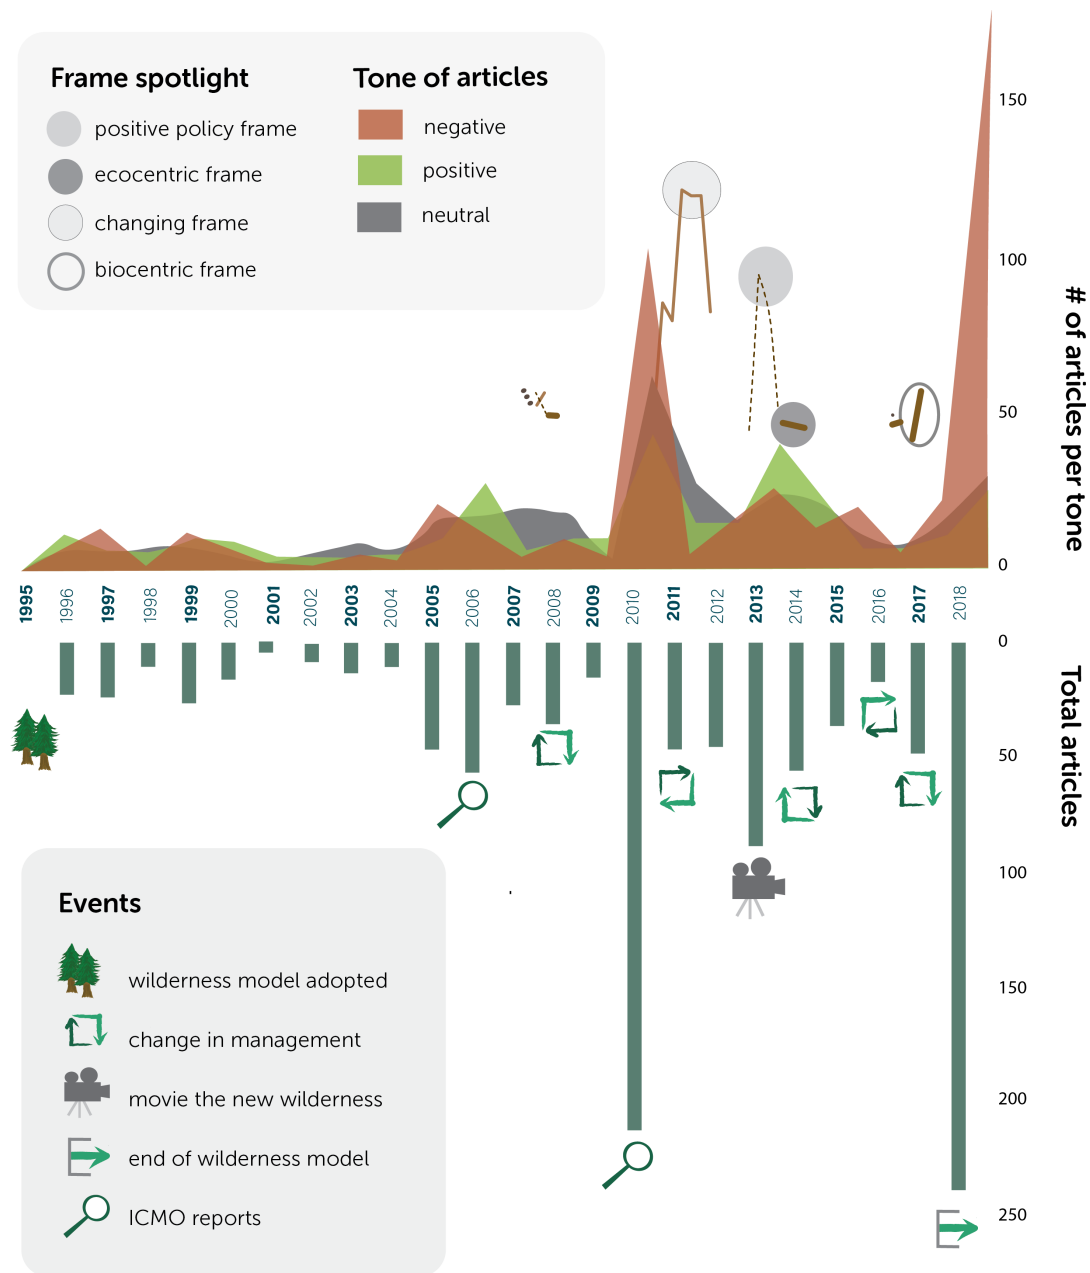 Frame spotlight
positive policy frame
ecocentric frame
changing frame
biocentric frame
Tone of articles
negative
positive
neutral
150
100
50
0
# of articles per tone
1995 1996 1997 1998 1999 2000 2001 2002 2003 2004 2005 2006 2007 2008 2009 2010 2011 2012 2013 2014 2015 2016 2017 2018
0
50
100
150
200
250
Total articles
Events
wilderness model adopted
change in management
movie the new wilderness
end of wilderness model
ICMO reports